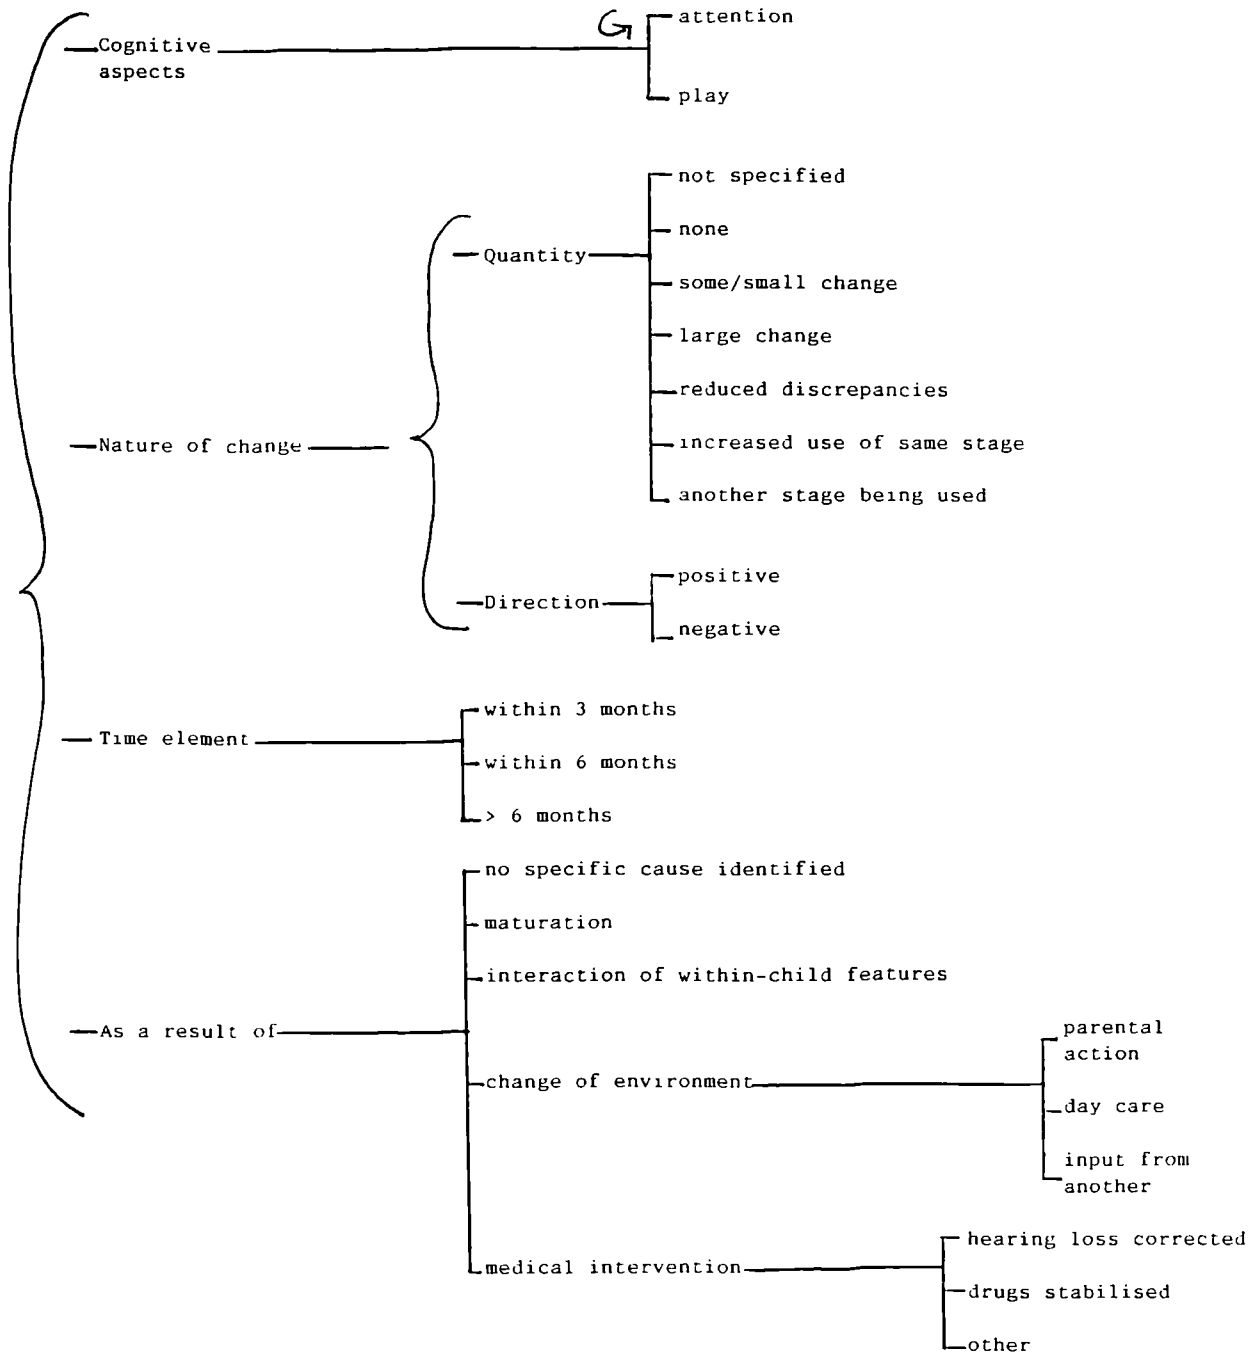 attention
Cognitive
aspects
play
not specified
none
Quantity
some/small change
large change
reduced discrepancies
Nature of change
increased use of same stage
another stage being used
positive
Direction
negative
within 3 months
Time element
within 6 months
> 6 months
no specific cause identified
maturation
interaction of within-child features
As a result of
parental
action
change of environment
day care
input from
another
hearing loss corrected
medical intervention
drugs stabilised
other